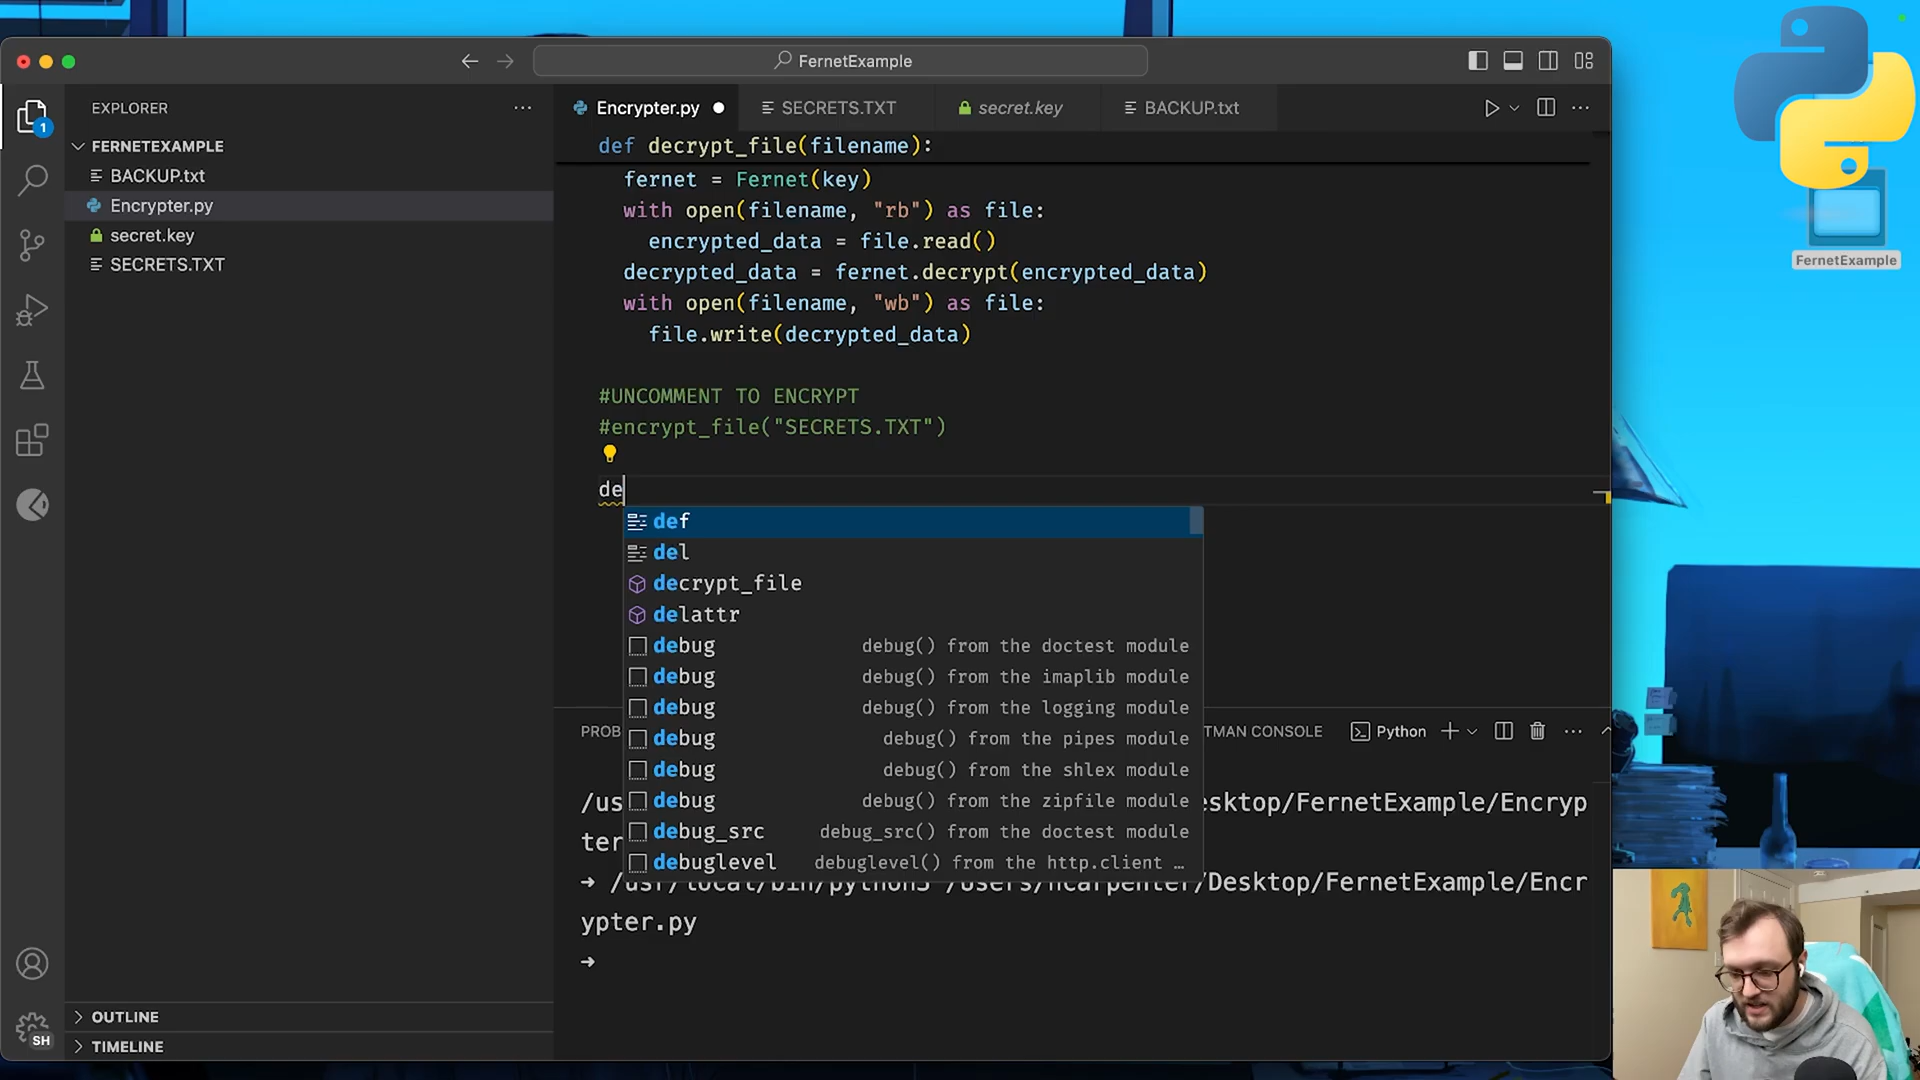 FernetExample
EXPLORER
FERNETEXAMPLE
BACKUP.txt
Encrypter.py
secret.key
SECRETS.TXT
1
SH
OUTLINE
TIMELINE
Encrypter.py
SECRETS.TXT
secret.key
BACKUP.txt
def decrypt_file(filename):
fernet = Fernet(key)
with open(filename, "rb") as file:
encrypted_data = file.read()
decrypted_data = fernet.decrypt(encrypted_data)
with open(filename, "wb") as file:
file.write(decrypted_data)
#UNCOMMENT TO ENCRYPT
#encrypt_file("SECRETS.TXT")
de
def
del
decrypt_file
delattr
debug debug() from the doctest module
debug debug() from the imaplib module
debug debug() from the logging module
debug debug() from the pipes module
debug debug() from the shlex module
debug debug() from the zipfile module
debug_src debug_src() from the doctest module
debuglevel debuglevel() from the http.client …
PROB
TMAN CONSOLE
Python
/us
esktop/FernetExample/Encryp
ter
→ /usr/local/bin/python3 /Users/ncarpenter/Desktop/FernetExample/Encr
ypter.py
→
FernetExample